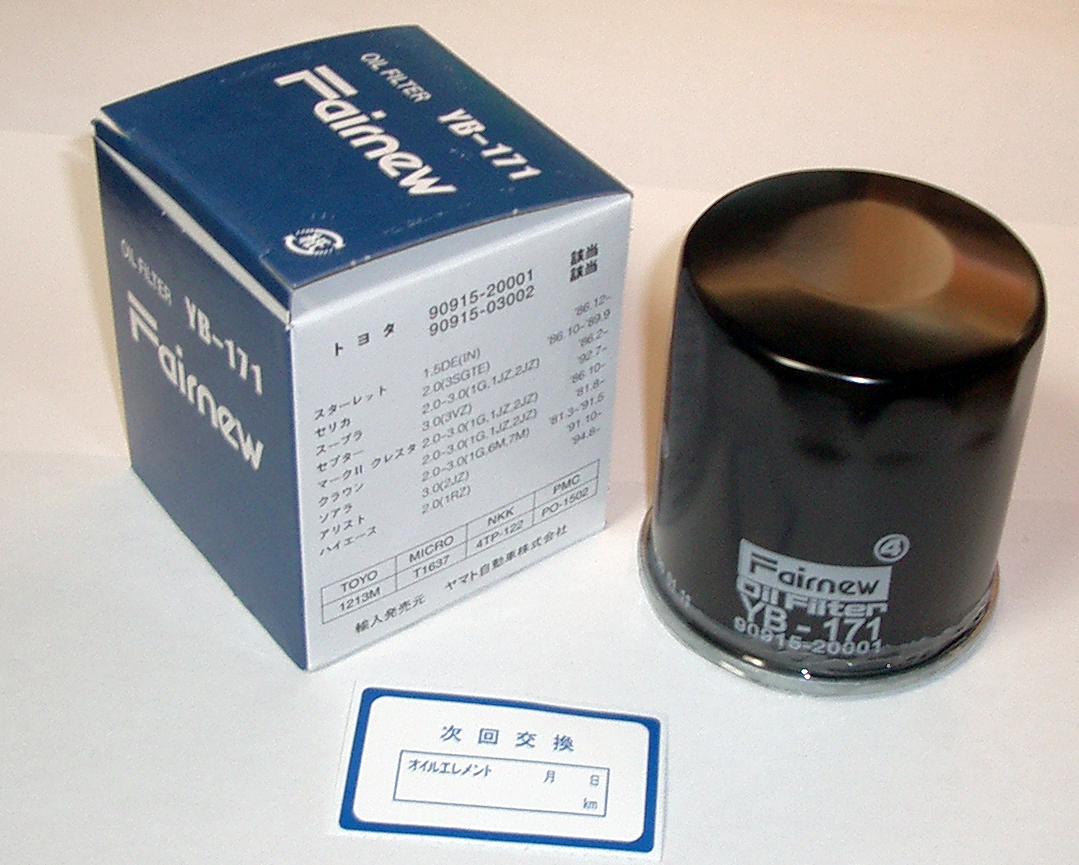 OIL FILTER YB-171
Fairnew
OIL FILTER YB-171
Fairnew
トヨタ 90915-20001 該当
90915-03002 該当
スターレット 1.5DE(IN) '86.12-
セリカ 2.0(3SGTE) '86.10-'89.9
スープラ 2.0-3.0(1G,1JZ,2JZ) '86.2-
セプター 3.0(3VZ) '92.7-
マークII クレスタ 2.0-3.0(1G,1JZ,2JZ) '86.10-
クラウン 2.0-3.0(1G,1JZ,2JZ) '81.8-
ソアラ 2.0-3.0(1G,6M,7M) '81.3-'91.5
アリスト 3.0(2JZ) '91.10-
ハイエース 2.0(1RZ) '94.8-
TOYO MICRO NKK PMC
1213M T1637 4TP-122 PO-1502
輸入発売元 ヤマト自動車株式会社
④
Fairnew
Oil Filter
YB-171
90915-20001
次回交換
オイルエレメント 月 日
km